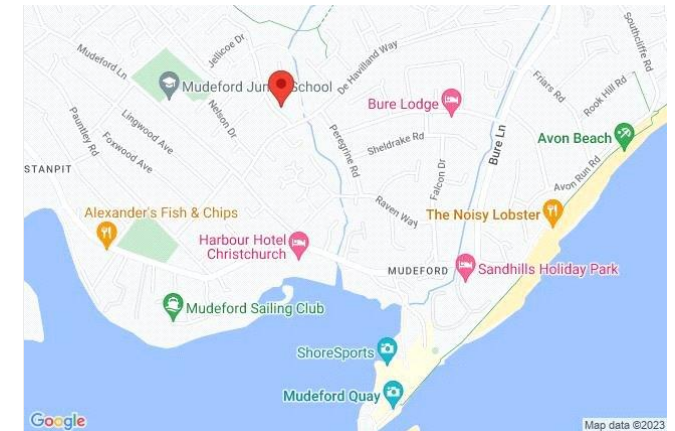 Southcliffe Rd
Jellicoe Dr
Mudeford Ln
De Havilland Way
Friars Rd
Rook Hill Rd
Mudeford Jun
School
Bure Lodge
Nelson Dr
Lingwood Ave
Pauntley Rd
Foxwood Ave
Peregrine Rd
Sheldrake Rd
Bure Ln
Avon Beach
STANPIT
Falcon Dr
Avon Run Rd
Raven Way
Alexander's Fish & Chips
The Noisy Lobster
Harbour Hotel
Christchurch
MUDEFORD
Sandhills Holiday Park
Mudeford Sailing Club
ShoreSports
Mudeford Quay
Google
Map data ©2023